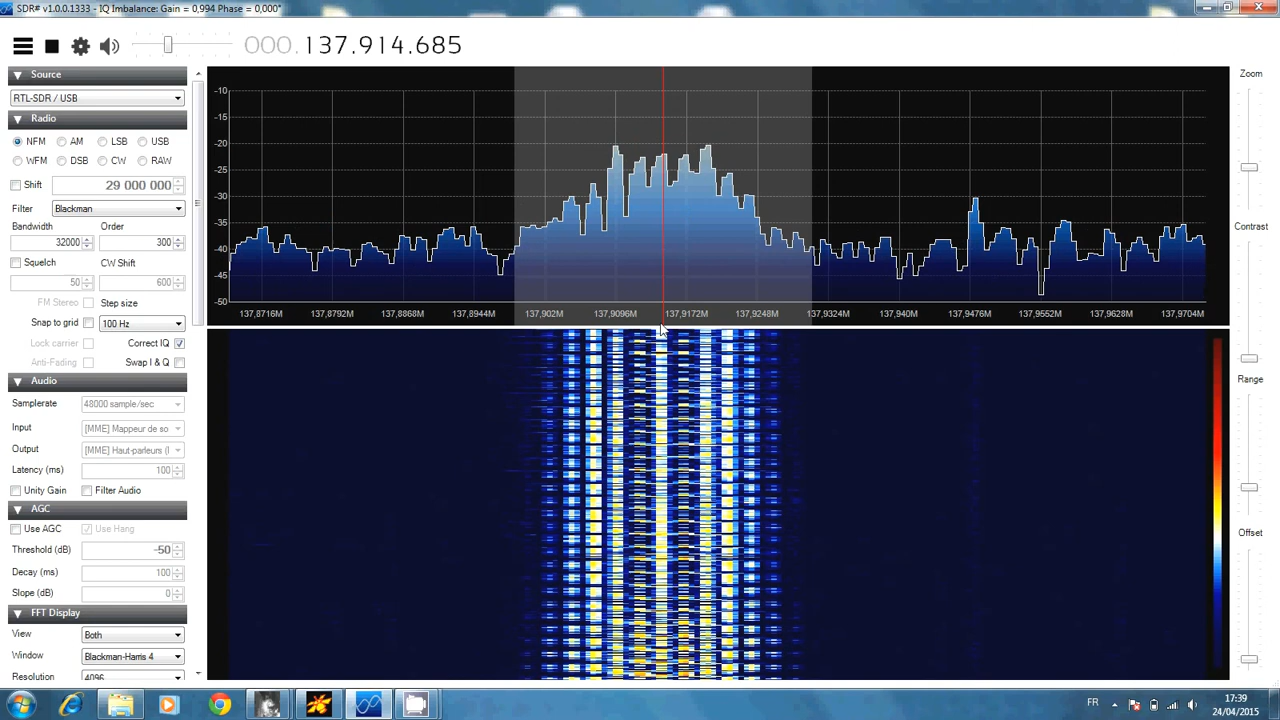 SDR# v1.0.0.1333 - IQ Imbalance: Gain = 0,994 Phase = 0,000°
000.137.914.685
Source
RTL-SDR / USB
Radio
NFM AM LSB USB
WFM DSB CW RAW
Shift 29 000 000
Filter Blackman
Bandwidth Order
32000 300
Squelch CW Shift
50 600
FM Stereo Step size
Snap to grid 100 Hz
Lock carrier Correct IQ
Anti-Fading Swap I & Q
Audio
Samplerate 48000 sample/sec
Input [MME] Mappeur de so
Output [MME] Haut-parleurs (I
Latency (ms) 100
Unity Gain Filter Audio
AGC
Use AGC Use Hang
Threshold (dB) -50
Decay (ms) 100
Slope (dB) 0
FFT Display
View Both
Window Blackman-Harris 4
Resolution 4096
-10
-15
-20
-25
-30
-35
-40
-45
-50
137,8716M 137,8792M 137,8868M 137,8944M 137,902M 137,9096M 137,9172M 137,9248M 137,9324M 137,940M 137,9476M 137,9552M 137,9628M 137,9704M
Zoom
Contrast
Range
Offset
FR
17:39
24/04/2015